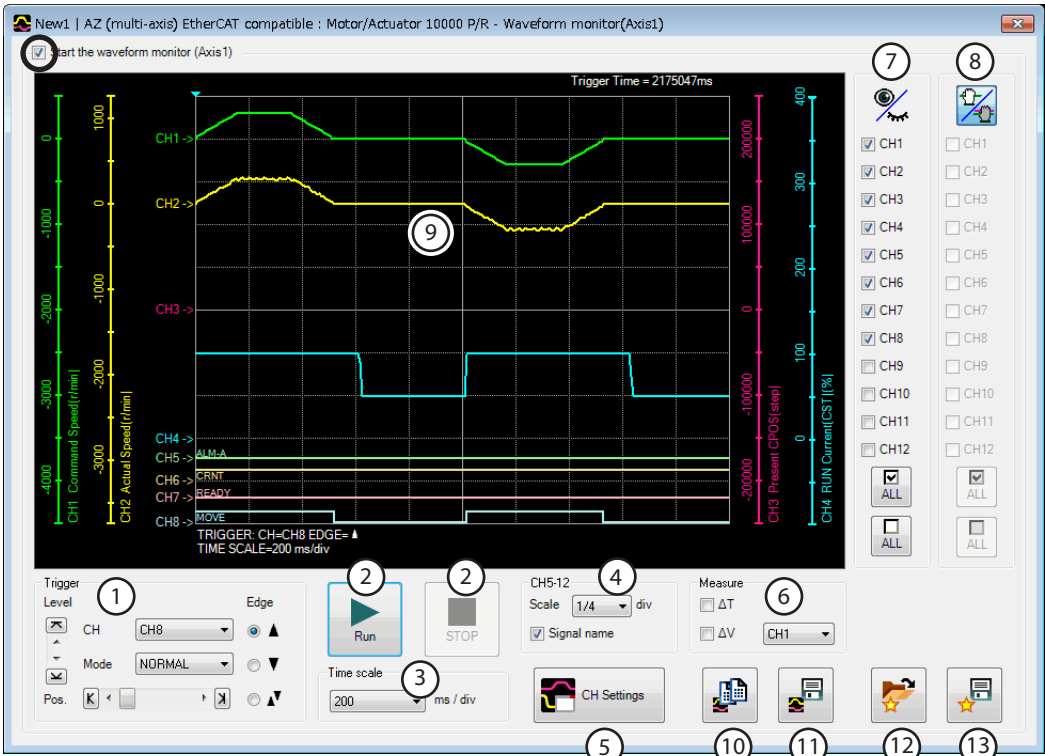 New1 | AZ (multi-axis) EtherCAT compatible : Motor/Actuator 10000 P/R - Waveform monitor(Axis1)
Start the waveform monitor (Axis1)
Trigger Time = 2175047ms
0
-1000
-2000
-3000
-4000
CH1 Command Speed[r/min]
1000
0
-1000
-2000
-3000
CH2 Actual Speed[r/min]
CH1 ->
CH2 ->
9
CH3 ->
CH4 ->
CH5 -> ALM-A
CH6 -> CRNT
CH7 -> READY
CH8 -> MOVE
TRIGGER: CH=CH8 EDGE=
TIME SCALE=200 ms/div
200000
100000
0
-100000
-200000
CH3 Present CPOS[step]
400
300
200
100
0
CH4 RUN Current(CST)[%]
7
CH1
CH2
CH3
CH4
CH5
CH6
CH7
CH8
CH9
CH10
CH11
CH12
ALL
ALL
8
CH1
CH2
CH3
CH4
CH5
CH6
CH7
CH8
CH9
CH10
CH11
CH12
ALL
ALL
Trigger
1
Level
Edge
CH CH8
Mode NORMAL
Pos.
2
Run
2
STOP
Time scale
3
200 ms / div
CH5-12
4
Scale 1/4 div
Signal name
Measure
6
ΔT
ΔV CH1
CH Settings
5
10
11
12
13